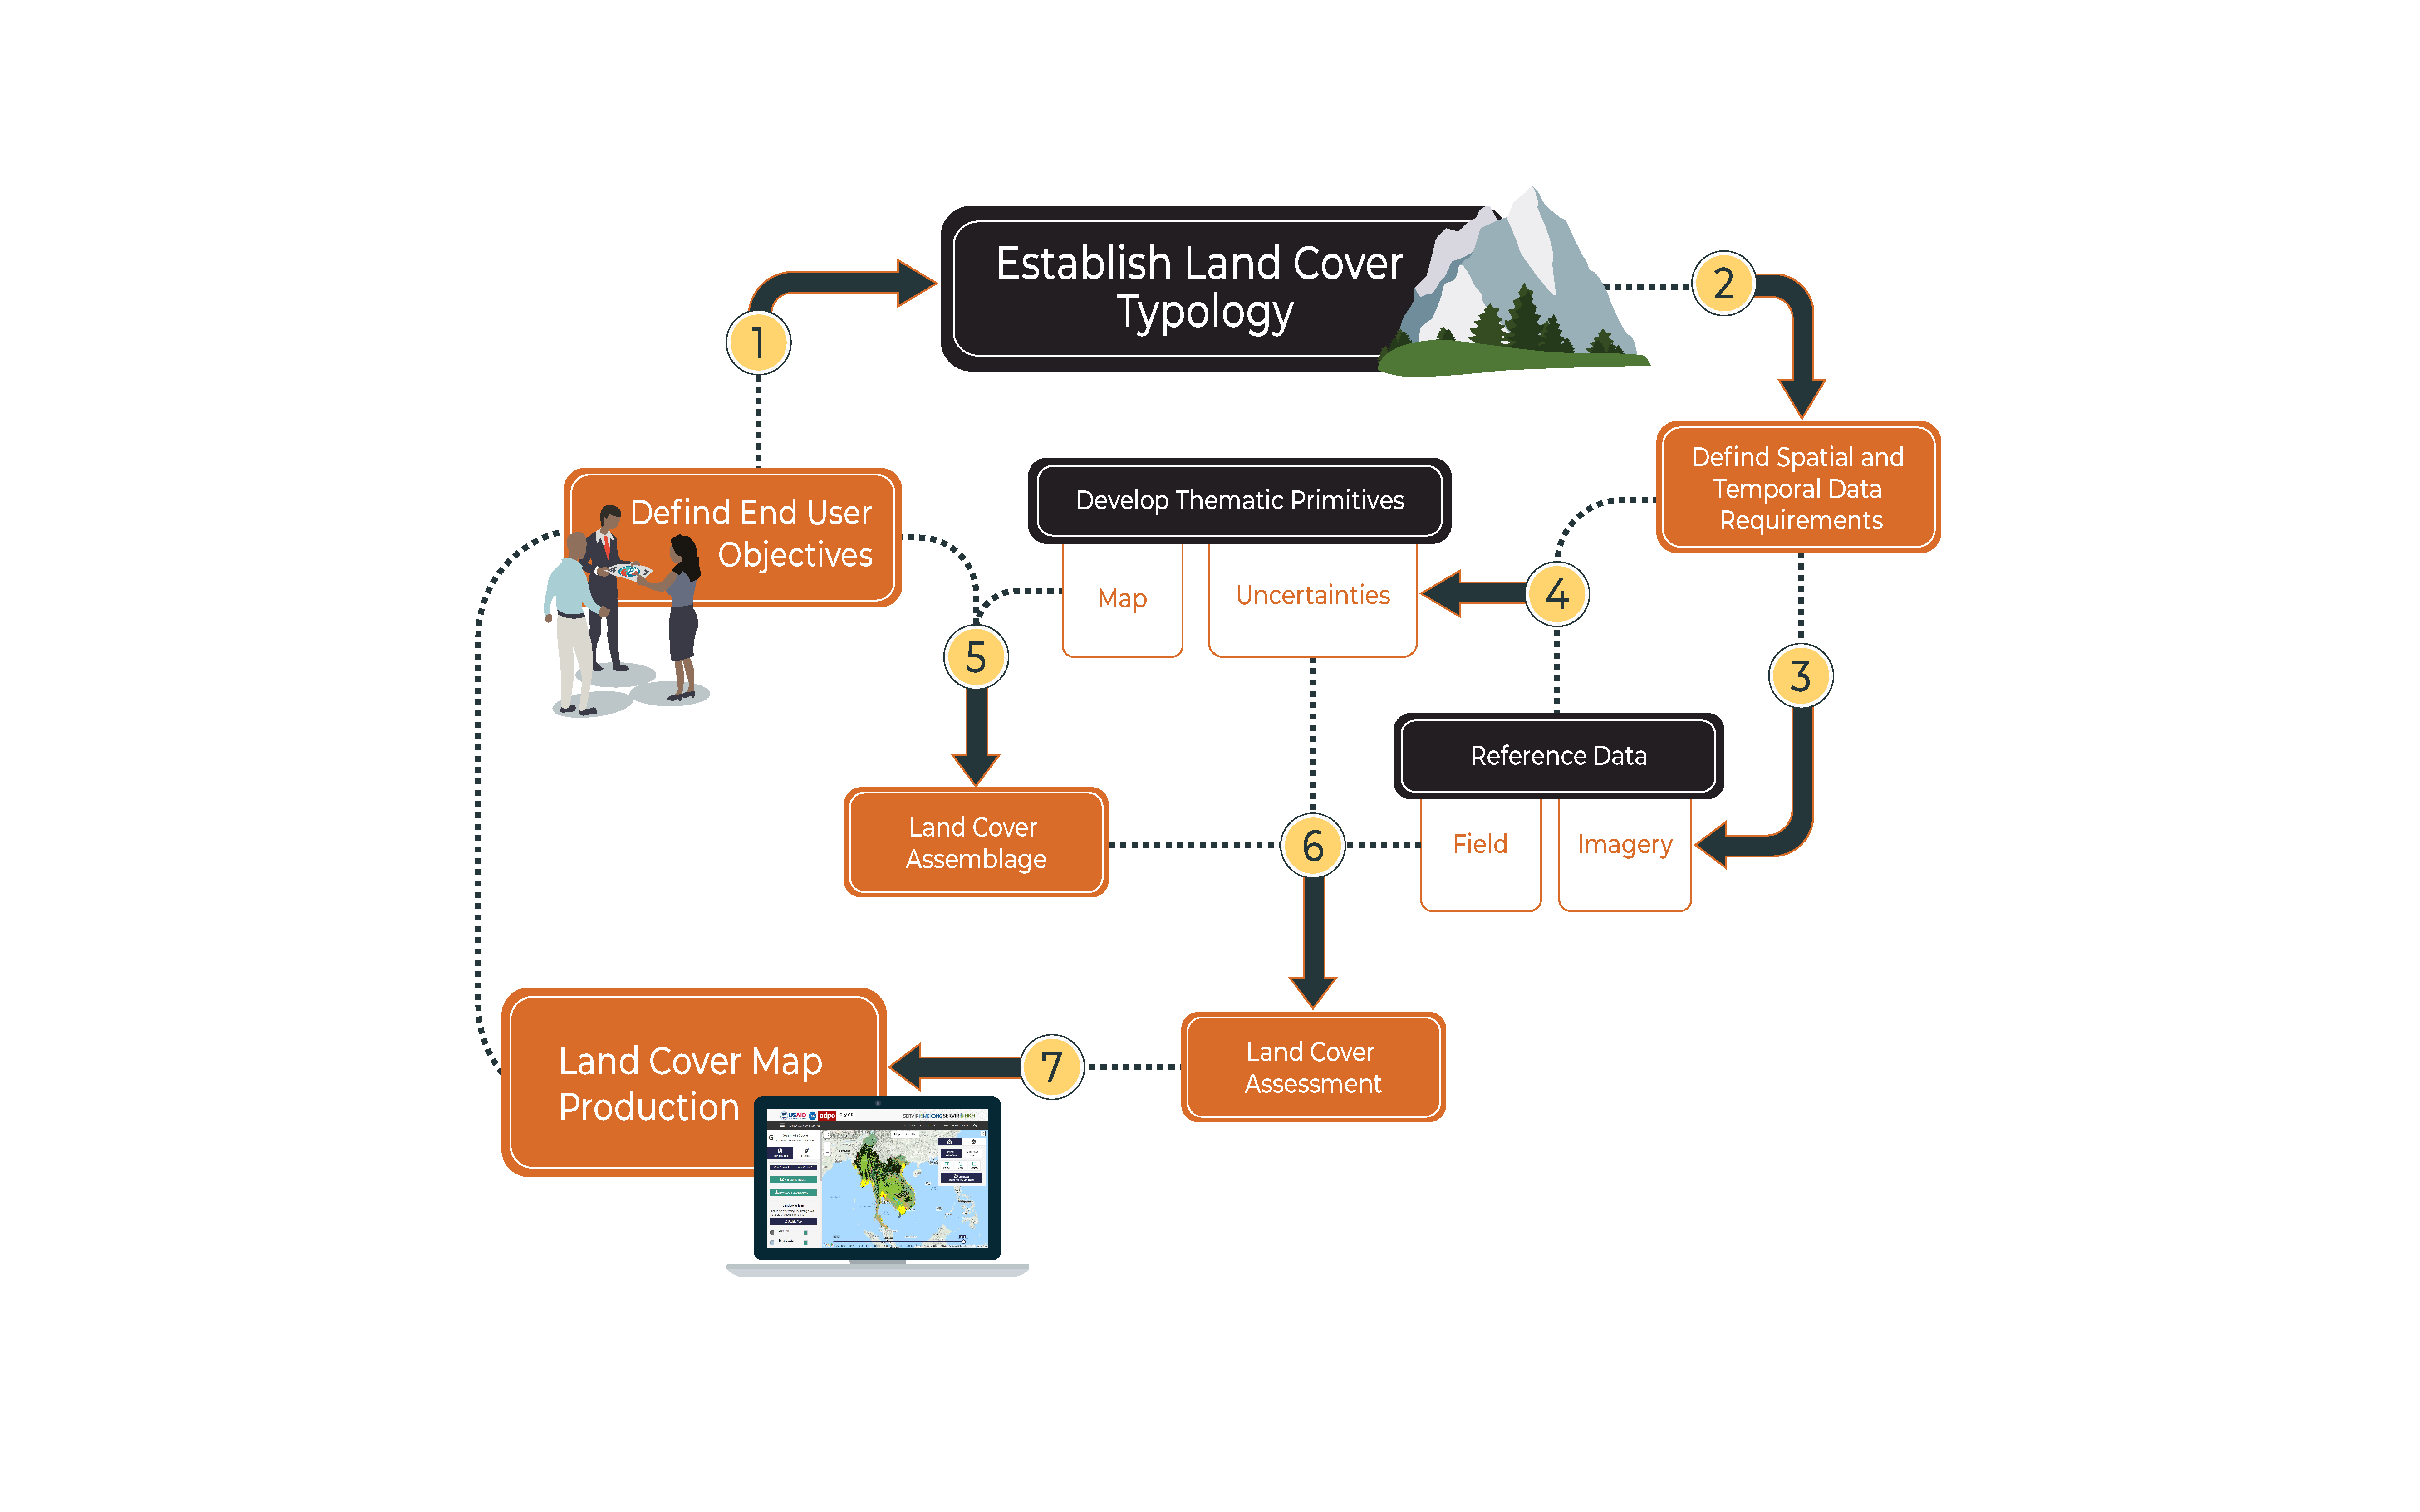 Establish Land Cover
Typology
2
1
Defind Spatial and
Temporal Data
Requirements
Defind End User
Objectives
Develop Thematic Primitives
Map
Uncertainties
4
5
3
Reference Data
Field
Imagery
Land Cover
Assemblage
6
Land Cover Map
Production
7
Land Cover
Assessment
USAID
adpc